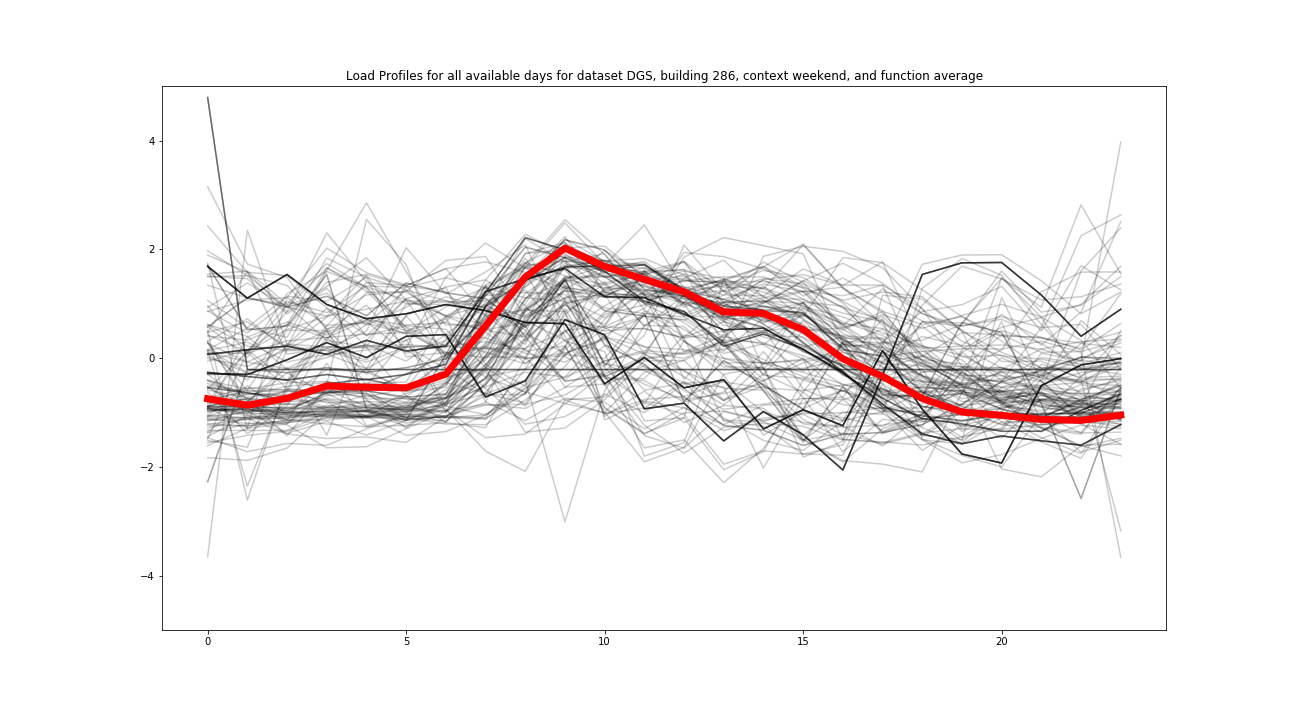 Load Profiles for all available days for dataset DGS, building 286, context weekend, and function average
4
2
0
−2
−4
0 5 10 15 20